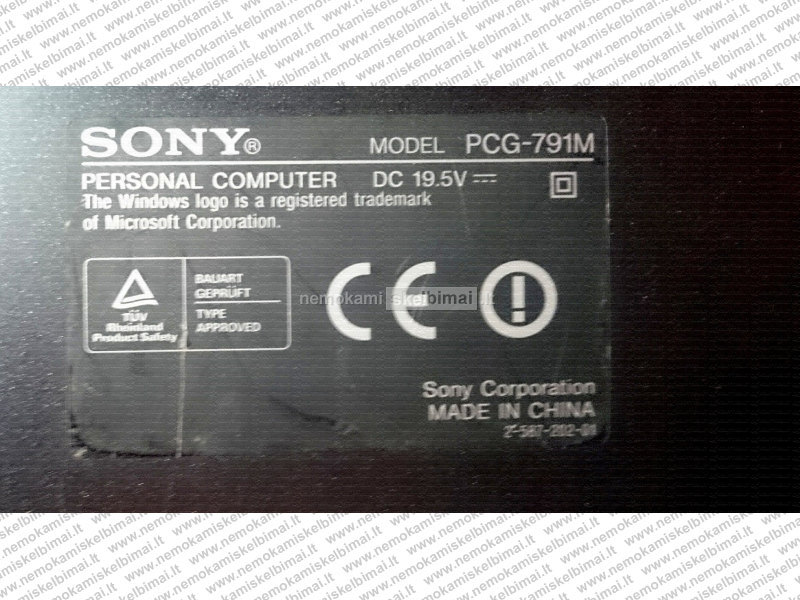 SONY® MODEL PCG-791M
PERSONAL COMPUTER DC 19.5V
The Windows logo is a registered trademark
of Microsoft Corporation.
TÜV
Rheinland
Product Safety
BAUART
GEPRÜFT
TYPE
APPROVED
CE
nemokamiskelbimai.lt
Sony Corporation
MADE IN CHINA
2-587-202-01
www.nemokamiskelbimai.lt